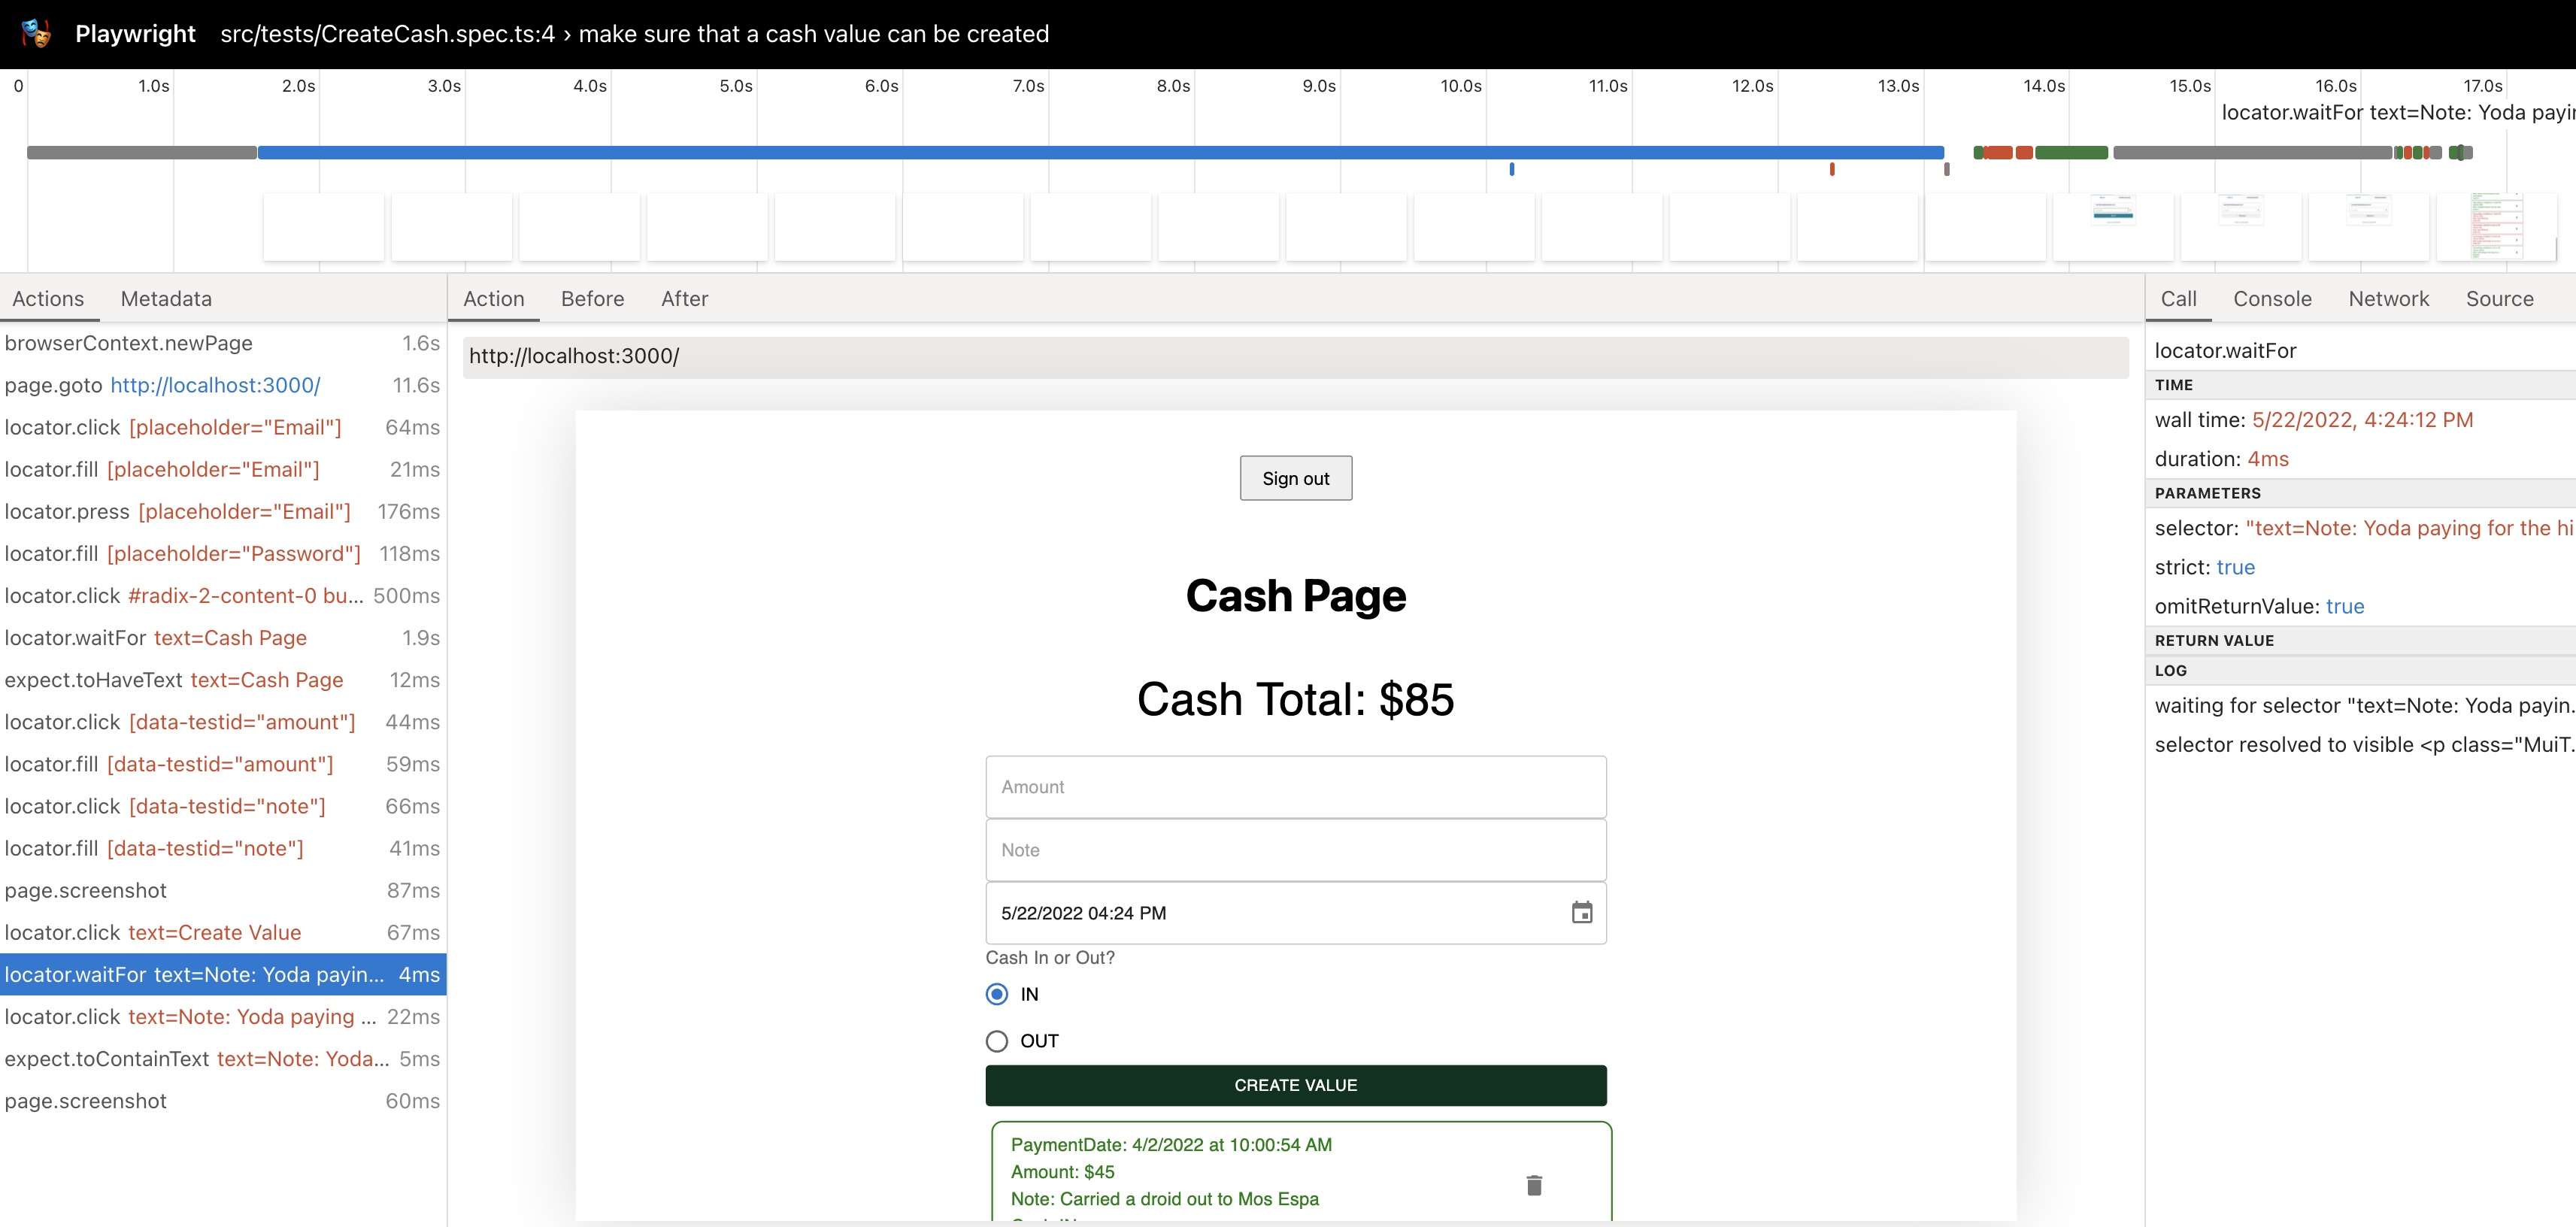 Playwright src/tests/CreateCash.spec.ts:4 › make sure that a cash value can be created
0 1.0s 2.0s 3.0s 4.0s 5.0s 6.0s 7.0s 8.0s 9.0s 10.0s 11.0s 12.0s 13.0s 14.0s 15.0s 16.0s 17.0s
locator.waitFor text=Note: Yoda payin
Actions Metadata
browserContext.newPage 1.6s
page.goto http://localhost:3000/ 11.6s
locator.click [placeholder="Email"] 64ms
locator.fill [placeholder="Email"] 21ms
locator.press [placeholder="Email"] 176ms
locator.fill [placeholder="Password"] 118ms
locator.click #radix-2-content-0 bu... 500ms
locator.waitFor text=Cash Page 1.9s
expect.toHaveText text=Cash Page 12ms
locator.click [data-testid="amount"] 44ms
locator.fill [data-testid="amount"] 59ms
locator.click [data-testid="note"] 66ms
locator.fill [data-testid="note"] 41ms
page.screenshot 87ms
locator.click text=Create Value 67ms
locator.waitFor text=Note: Yoda payin... 4ms
locator.click text=Note: Yoda paying ... 22ms
expect.toContainText text=Note: Yoda... 5ms
page.screenshot 60ms
Action Before After
http://localhost:3000/
Sign out
Cash Page
Cash Total: $85
Amount
Note
5/22/2022 04:24 PM
Cash In or Out?
IN
OUT
CREATE VALUE
PaymentDate: 4/2/2022 at 10:00:54 AM
Amount: $45
Note: Carried a droid out to Mos Espa
Call Console Network Source
locator.waitFor
TIME
wall time: 5/22/2022, 4:24:12 PM
duration: 4ms
PARAMETERS
selector: "text=Note: Yoda paying for the hi
strict: true
omitReturnValue: true
RETURN VALUE
LOG
waiting for selector "text=Note: Yoda payin.
selector resolved to visible <p class="MuiT.